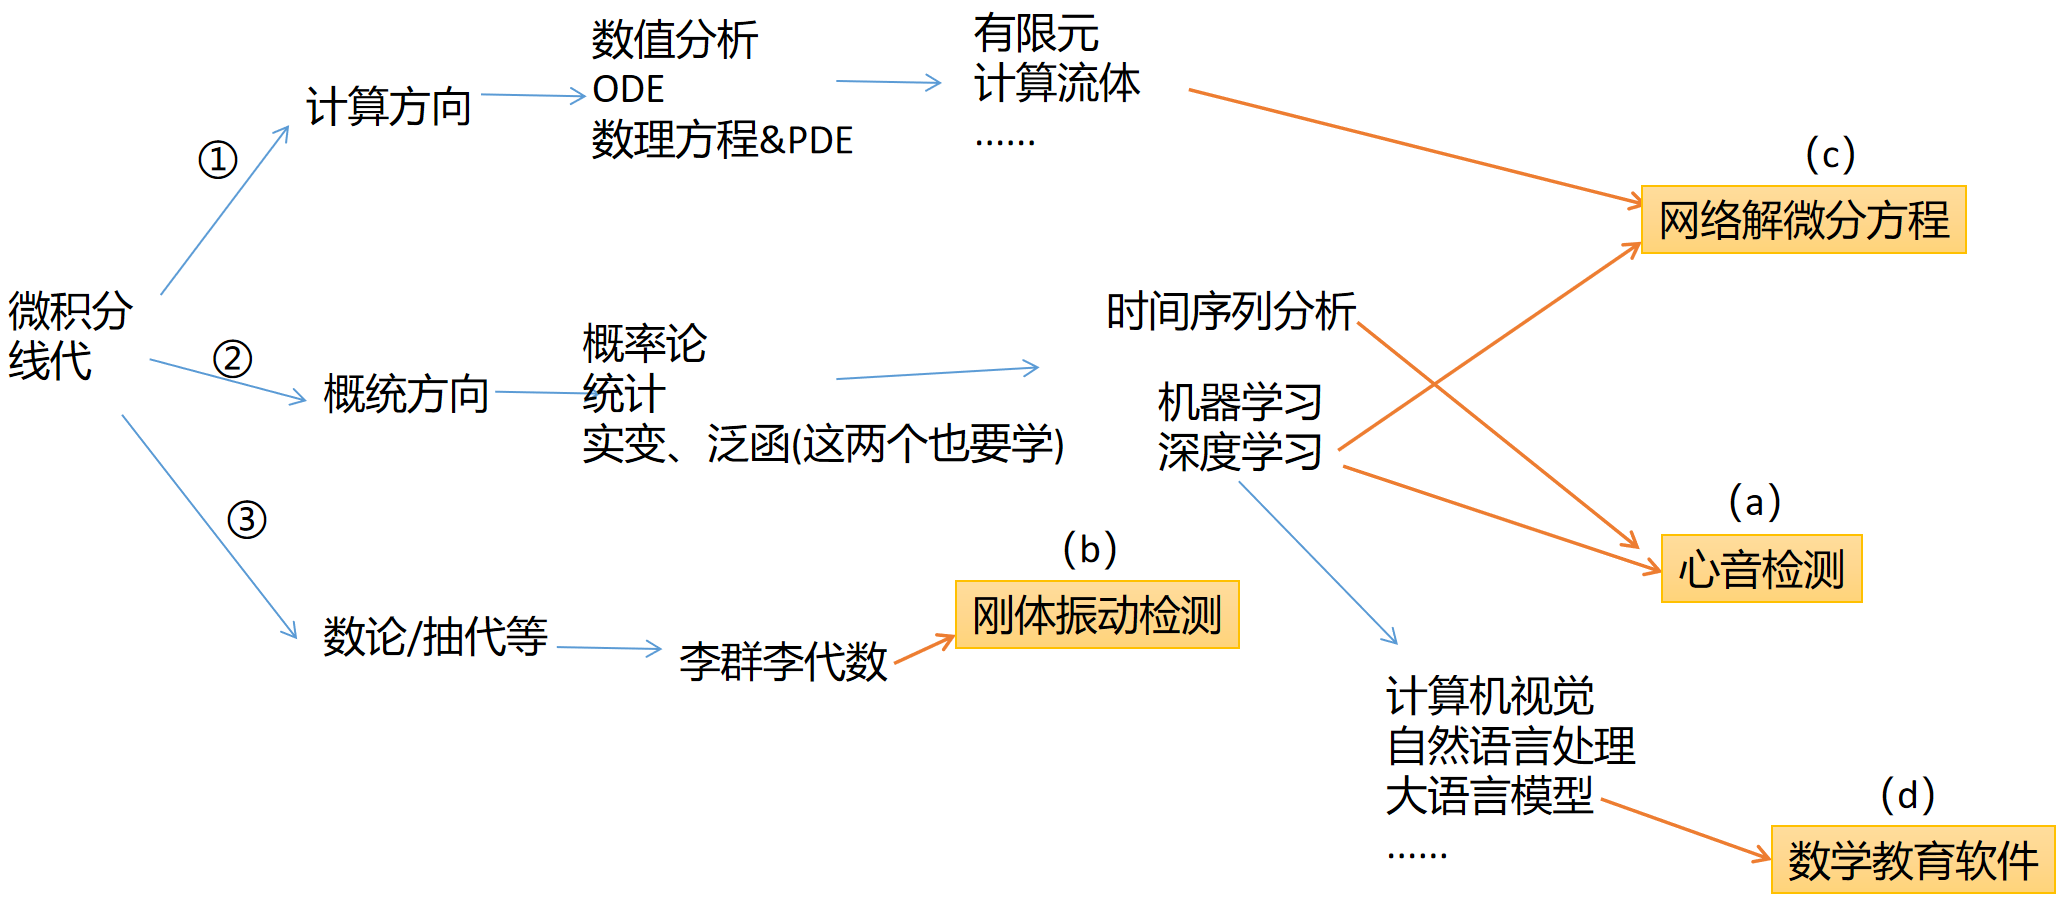 微积分
线代
①
计算方向
数值分析
ODE
数理方程&PDE
有限元
计算流体
......
(c)
网络解微分方程
②
概统方向
概率论
统计
实变、泛函(这两个也要学)
时间序列分析
机器学习
深度学习
(a)
心音检测
③
数论/抽代等
李群李代数
(b)
刚体振动检测
计算机视觉
自然语言处理
大语言模型
......
(d)
数学教育软件